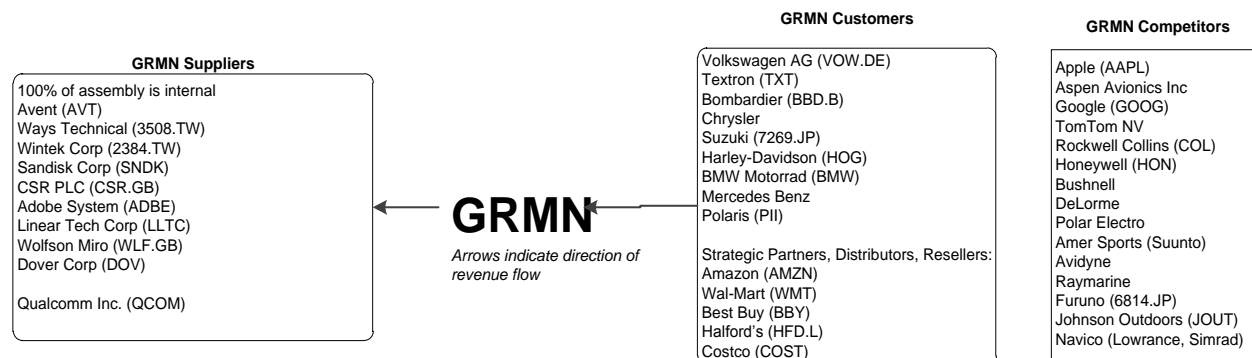 GRMN Suppliers
100% of assembly is internal
Avent (AVT)
Ways Technical (3508.TW)
Wintek Corp (2384.TW)
Sandisk Corp (SNDK)
CSR PLC (CSR.GB)
Adobe System (ADBE)
Linear Tech Corp (LLTC)
Wolfson Miro (WLF.GB)
Dover Corp (DOV)
Qualcomm Inc. (QCOM)
GRMN
Arrows indicate direction of
revenue flow
GRMN Customers
Volkswagen AG (VOW.DE)
Textron (TXT)
Bombardier (BBD.B)
Chrysler
Suzuki (7269.JP)
Harley-Davidson (HOG)
BMW Motorrad (BMW)
Mercedes Benz
Polaris (PII)
Strategic Partners, Distributors, Resellers:
Amazon (AMZN)
Wal-Mart (WMT)
Best Buy (BBY)
Halford's (HFD.L)
Costco (COST)
GRMN Competitors
Apple (AAPL)
Aspen Avionics Inc
Google (GOOG)
TomTom NV
Rockwell Collins (COL)
Honeywell (HON)
Bushnell
DeLorme
Polar Electro
Amer Sports (Suunto)
Avidyne
Raymarine
Furuno (6814.JP)
Johnson Outdoors (JOUT)
Navico (Lowrance, Simrad)